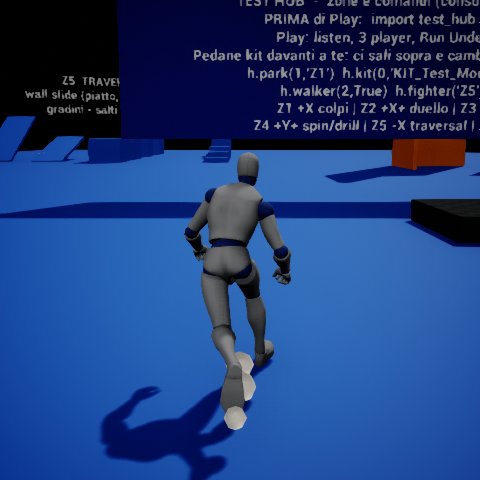 TEST HUB - zone e comandi (conso
PRIMA di Play: import test_hub
Play: listen, 3 player, Run Unde
Pedane kit davanti a te: ci sali sopra e camb
h.park(1,'Z1') h.kit(0,'KIT_Test_Mo
h.walker(2,True) h.fighter('Z5'
Z1 +X colpi | Z2 +X+ duello | Z3
Z4 +Y+ spin/drill | Z5 -X traversal |
Z5 TRAVE
wall slide (piatto,
gradini - salti